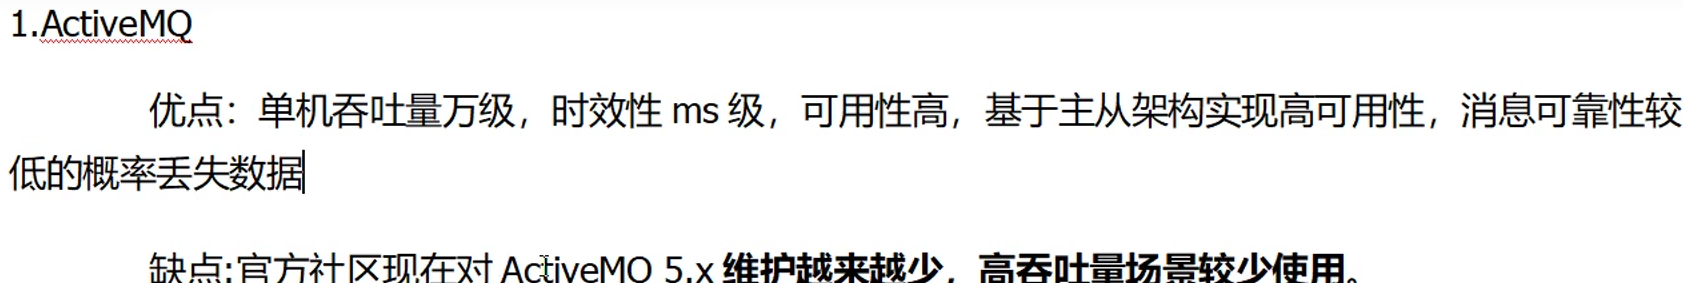 1.ActiveMQ
优点：单机吞吐量万级，时效性 ms 级，可用性高，基于主从架构实现高可用性，消息可靠性较
低的概率丢失数据
缺点:官方社区现在对 ActiveMQ 5.x 维护越来越少，高吞吐量场景较少使用。